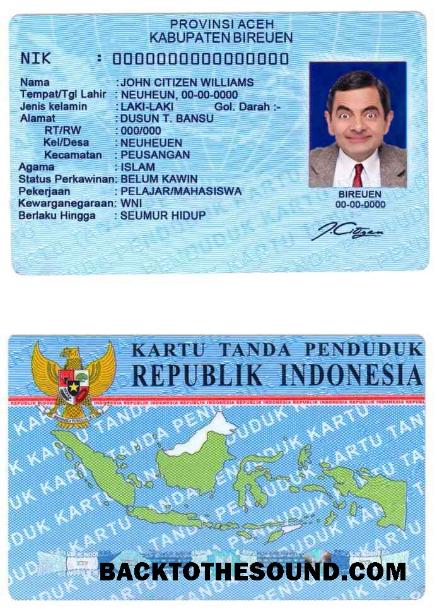 PROVINSI ACEH
KABUPATEN BIREUEN
NIK : 0000000000000000
Nama : JOHN CITIZEN WILLIAMS
Tempat/Tgl Lahir : NEUHEUN, 00-00-0000
Jenis kelamin : LAKI-LAKI Gol. Darah :-
Alamat : DUSUN T. BANSU
RT/RW : 000/000
Kel/Desa : NEUHEUEN
Kecamatan : PEUSANGAN
Agama : ISLAM
Status Perkawinan: BELUM KAWIN
Pekerjaan : PELAJAR/MAHASISWA
Kewarganegaraan: WNI
Berlaku Hingga : SEUMUR HIDUP
BIREUEN
00-00-0000
J.Citizen
KARTU TANDA PENDUDUK
REPUBLIK INDONESIA
BACKTOTHESOUND.COM